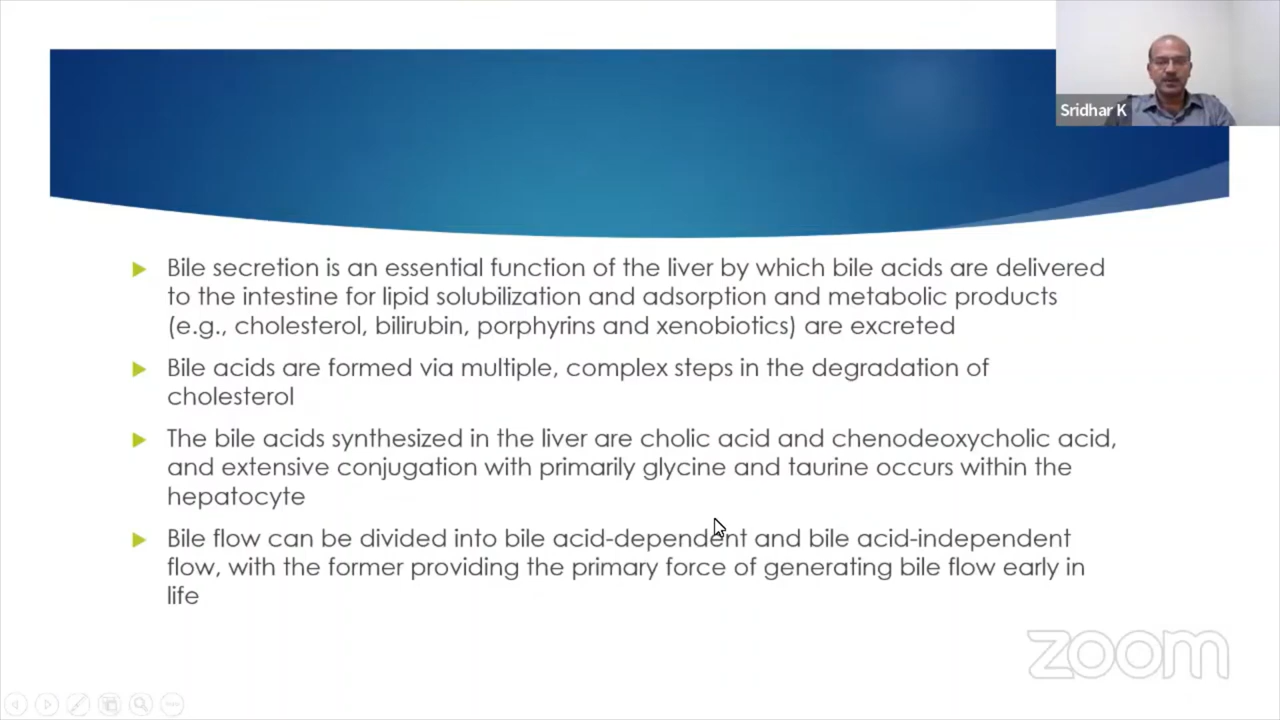 Sridhar K
Bile secretion is an essential function of the liver by which bile acids are delivered
to the intestine for lipid solubilization and adsorption and metabolic products
(e.g., cholesterol, bilirubin, porphyrins and xenobiotics) are excreted
Bile acids are formed via multiple, complex steps in the degradation of
cholesterol
The bile acids synthesized in the liver are cholic acid and chenodeoxycholic acid,
and extensive conjugation with primarily glycine and taurine occurs within the
hepatocyte
Bile flow can be divided into bile acid-dependent and bile acid-independent
flow, with the former providing the primary force of generating bile flow early in
life
zoom